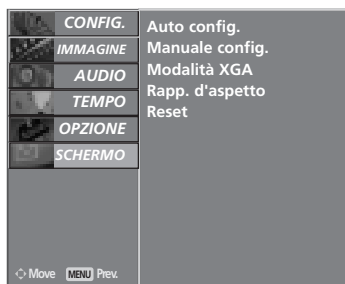 CONFIG.
IMMAGINE
AUDIO
TEMPO
OPZIONE
SCHERMO
Auto config.
Manuale config.
Modalità XGA
Rapp. d'aspetto
Reset
Move MENU Prev.